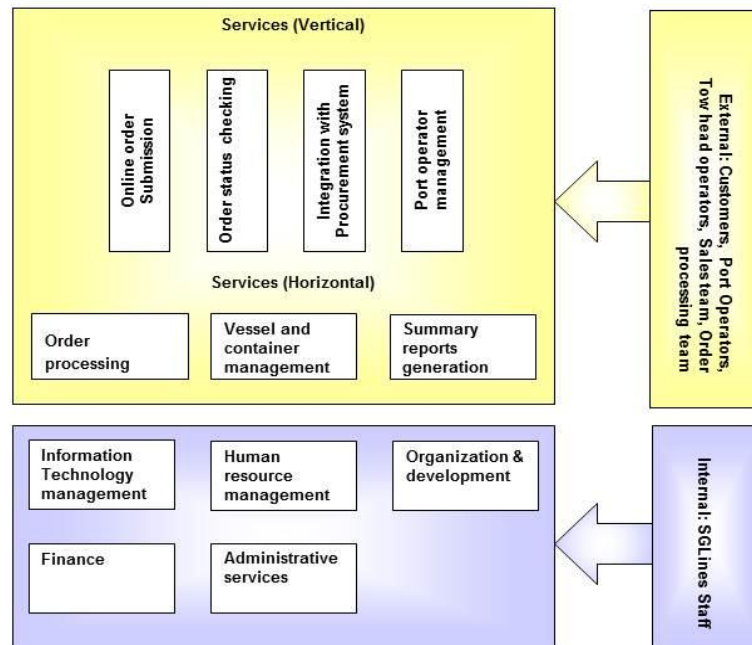 Services (Vertical)
Online order
Submission
Order status checking
Integration with
Procurement system
Port operator
management
Services (Horizontal)
Order
processing
Vessel and
container
management
Summary
reports
generation
External: Customers, Port Operators,
Tow head operators, Sales team, Order
processing team
Information
Technology
management
Human
resource
management
Organization &
development
Finance
Administrative
services
Internal: SGLines Staff